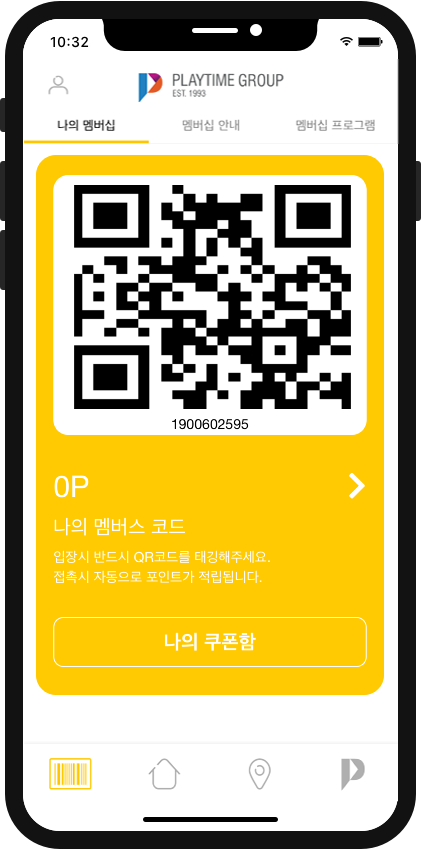 10:32
PLAYTIME GROUP
EST. 1993
나의 멤버십
멤버십 안내
멤버십 프로그램
1900602595
0P
나의 멤버스 코드
입장시 반드시 QR코드를 태깅해주세요.
접촉시 자동으로 포인트가 적립됩니다.
나의 쿠폰함